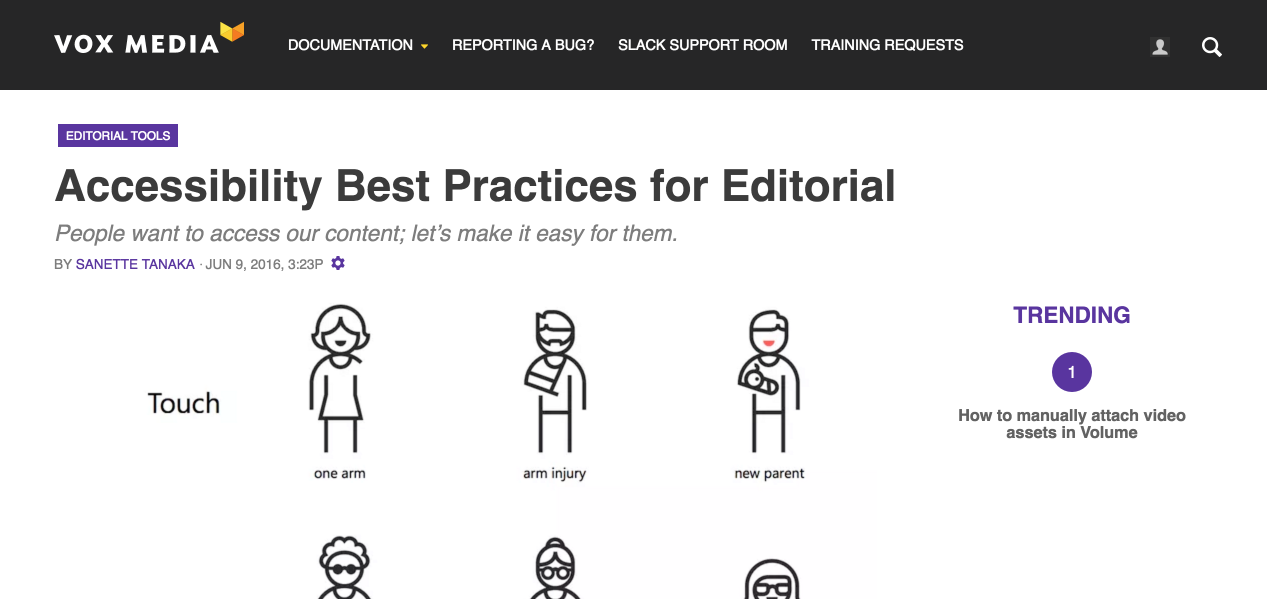 VOX MEDIA
DOCUMENTATION REPORTING A BUG? SLACK SUPPORT ROOM TRAINING REQUESTS
EDITORIAL TOOLS
Accessibility Best Practices for Editorial
People want to access our content; let’s make it easy for them.
BY SANETTE TANAKA · JUN 9, 2016, 3:23P
Touch
one arm
arm injury
new parent
TRENDING
1
How to manually attach video
assets in Volume